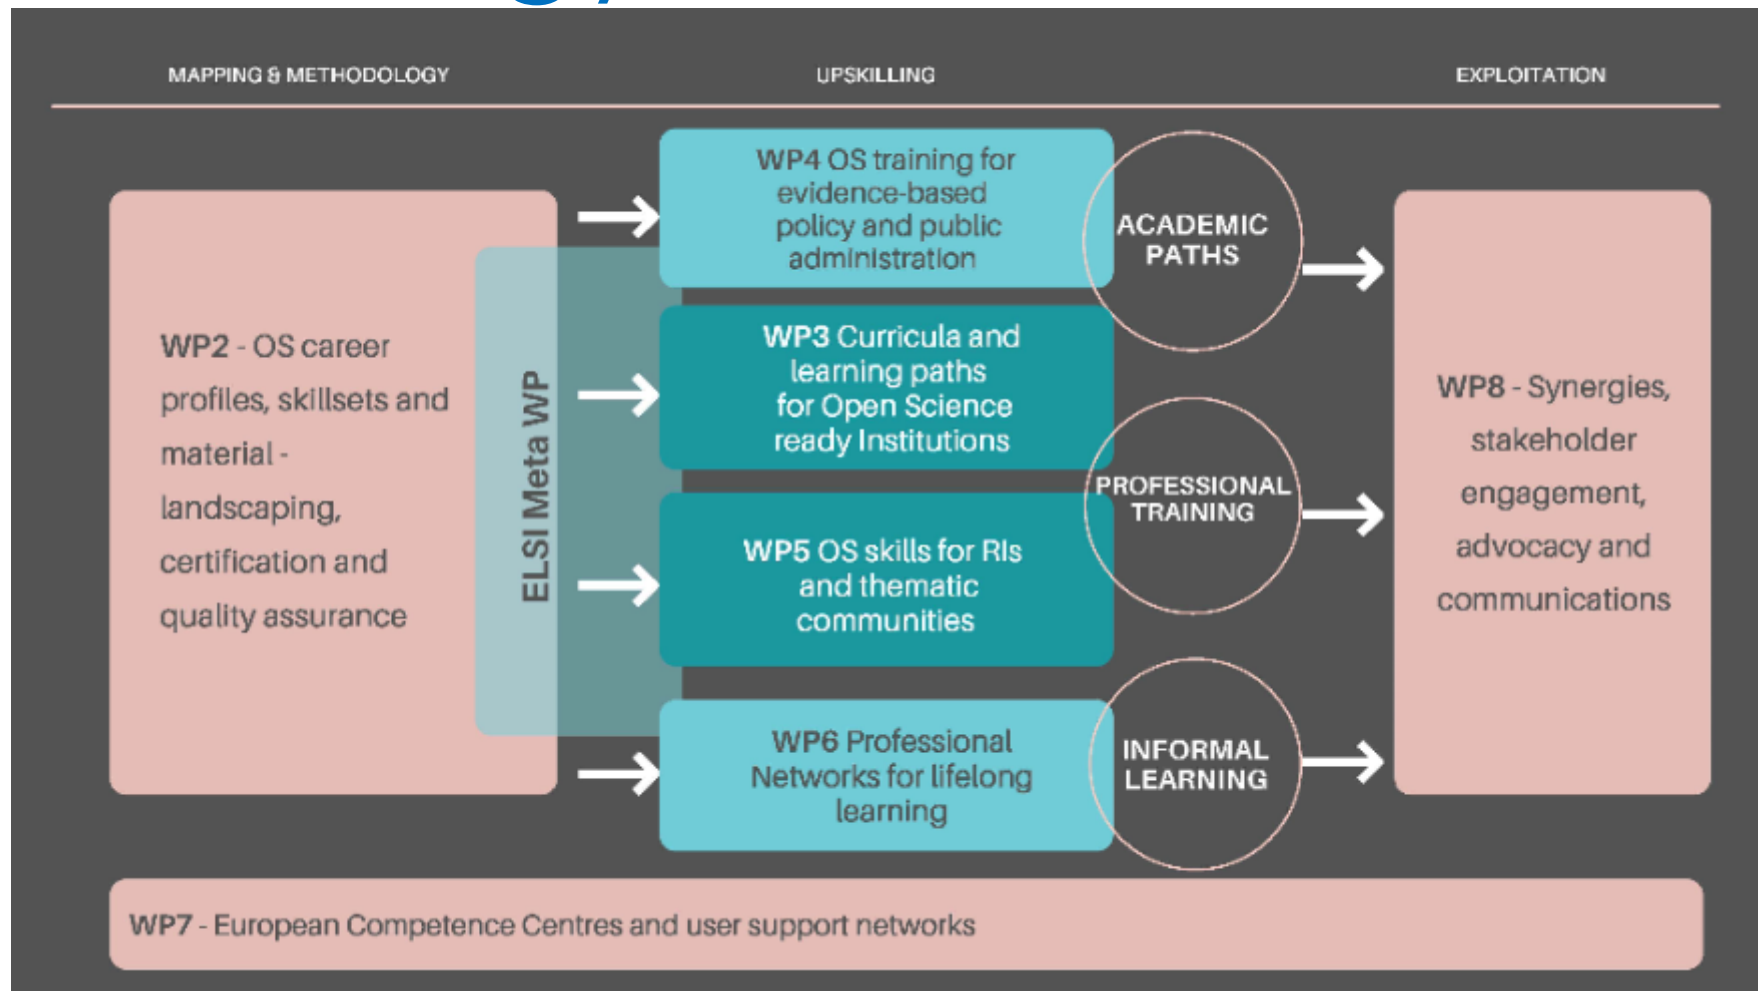 MAPPING & METHODOLOGY
UPSKILLING
EXPLOITATION
WP2 - OS career
profiles, skillsets and
material -
landscaping,
certification and
quality assurance
ELSI Meta WP
WP4 OS training for
evidence-based
policy and public
administration
WP3 Curricula and
learning paths
for Open Science
ready Institutions
WP5 OS skills for RIs
and thematic
communities
WP6 Professional
Networks for lifelong
learning
ACADEMIC
PATHS
PROFESSIONAL
TRAINING
INFORMAL
LEARNING
WP8 - Synergies,
stakeholder
engagement,
advocacy and
communications
WP7 - European Competence Centres and user support networks